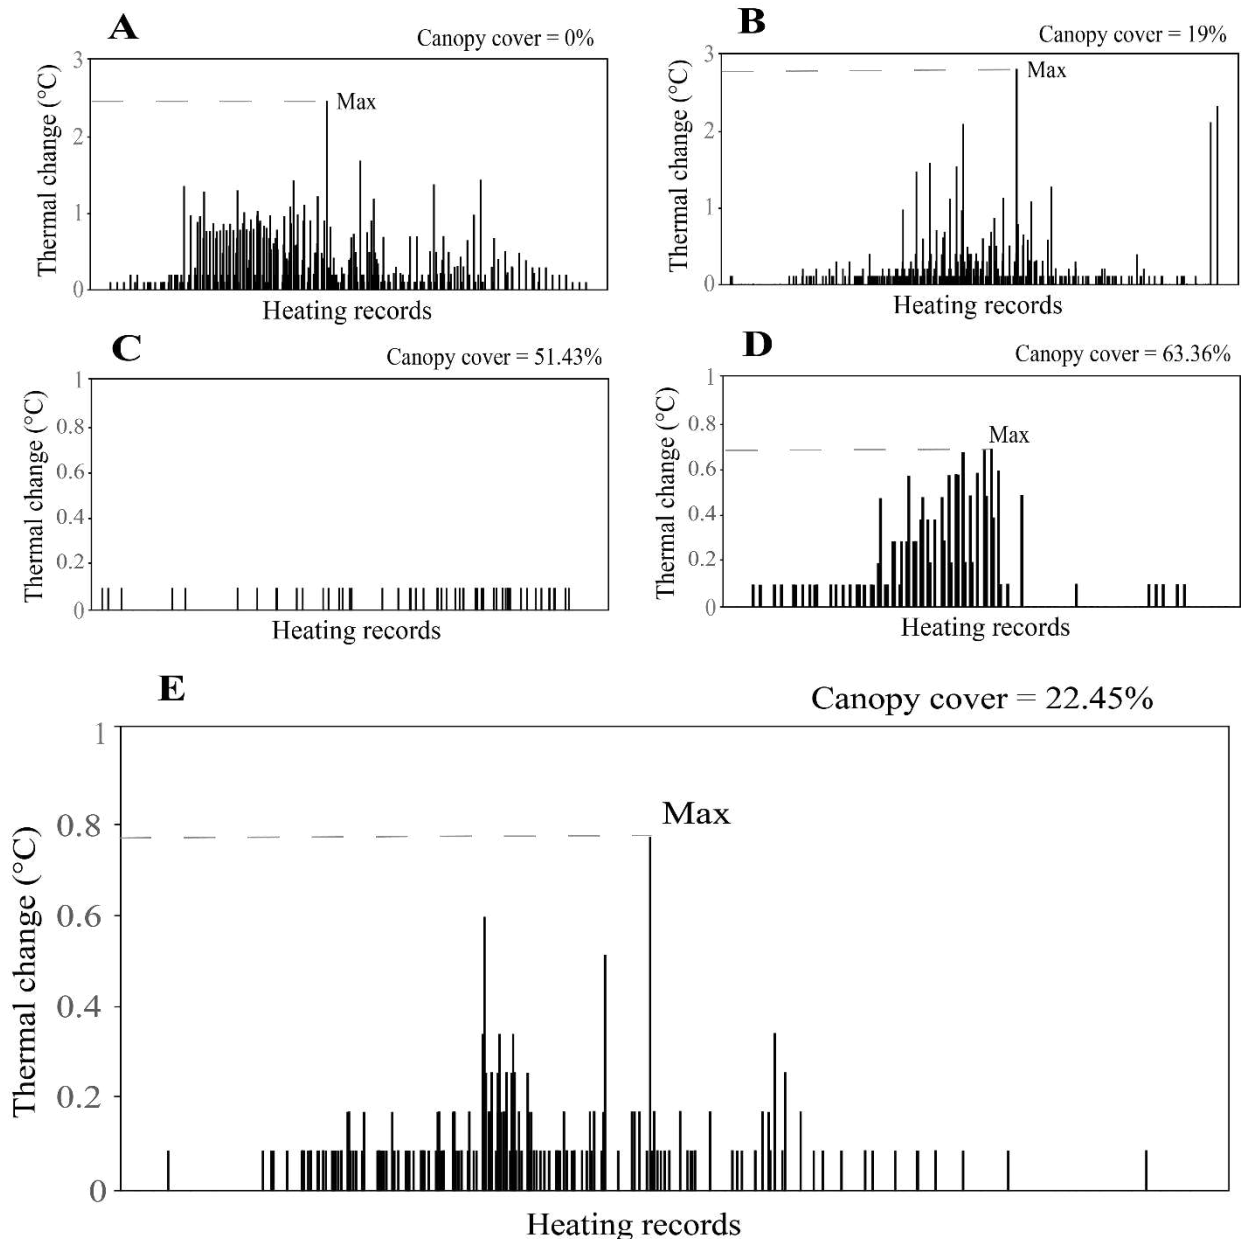 A
Canopy cover = 0%
Thermal change (°C)
3
2
1
0
Max
Heating records
B
Canopy cover = 19%
Thermal change (°C)
3
2
1
0
Max
Heating records
C
Canopy cover = 51.43%
Thermal change (°C)
1
0.8
0.6
0.4
0.2
0
Heating records
D
Canopy cover = 63.36%
Thermal change (°C)
1
0.8
0.6
0.4
0.2
0
Max
Heating records
E
Canopy cover = 22.45%
Thermal change (°C)
1
0.8
0.6
0.4
0.2
0
Max
Heating records